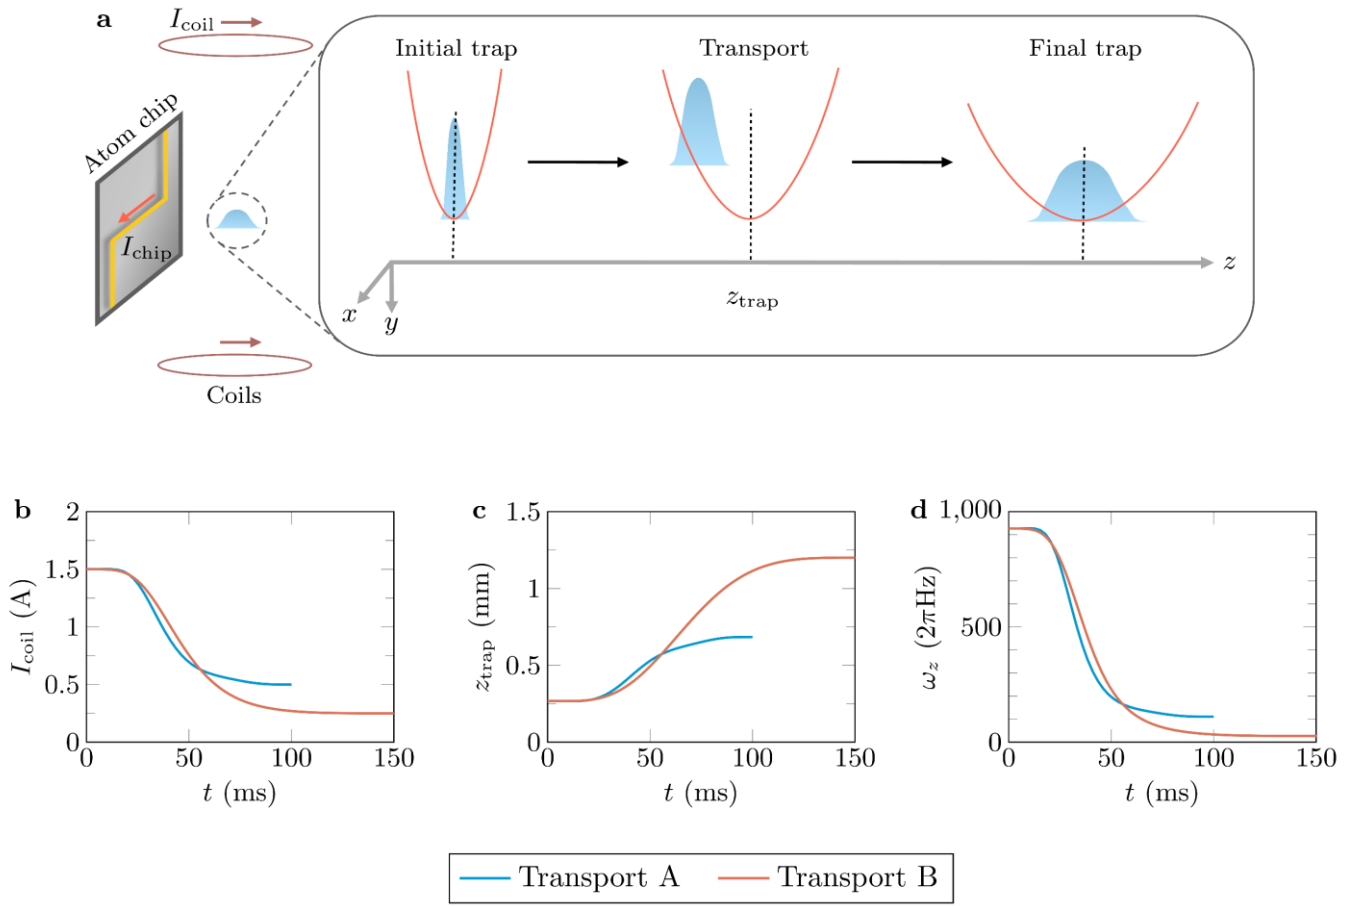 a
I_coil
Initial trap
Transport
Final trap
Atom chip
I_chip
z
z_trap
x
y
Coils
b
2
1.5
1
0.5
0
0
50
100
150
I_coil (A)
t (ms)
c
1.5
1
0.5
0
0
50
100
150
z_trap (mm)
t (ms)
d
1,000
500
0
0
50
100
150
ω_z (2πHz)
t (ms)
Transport A
Transport B